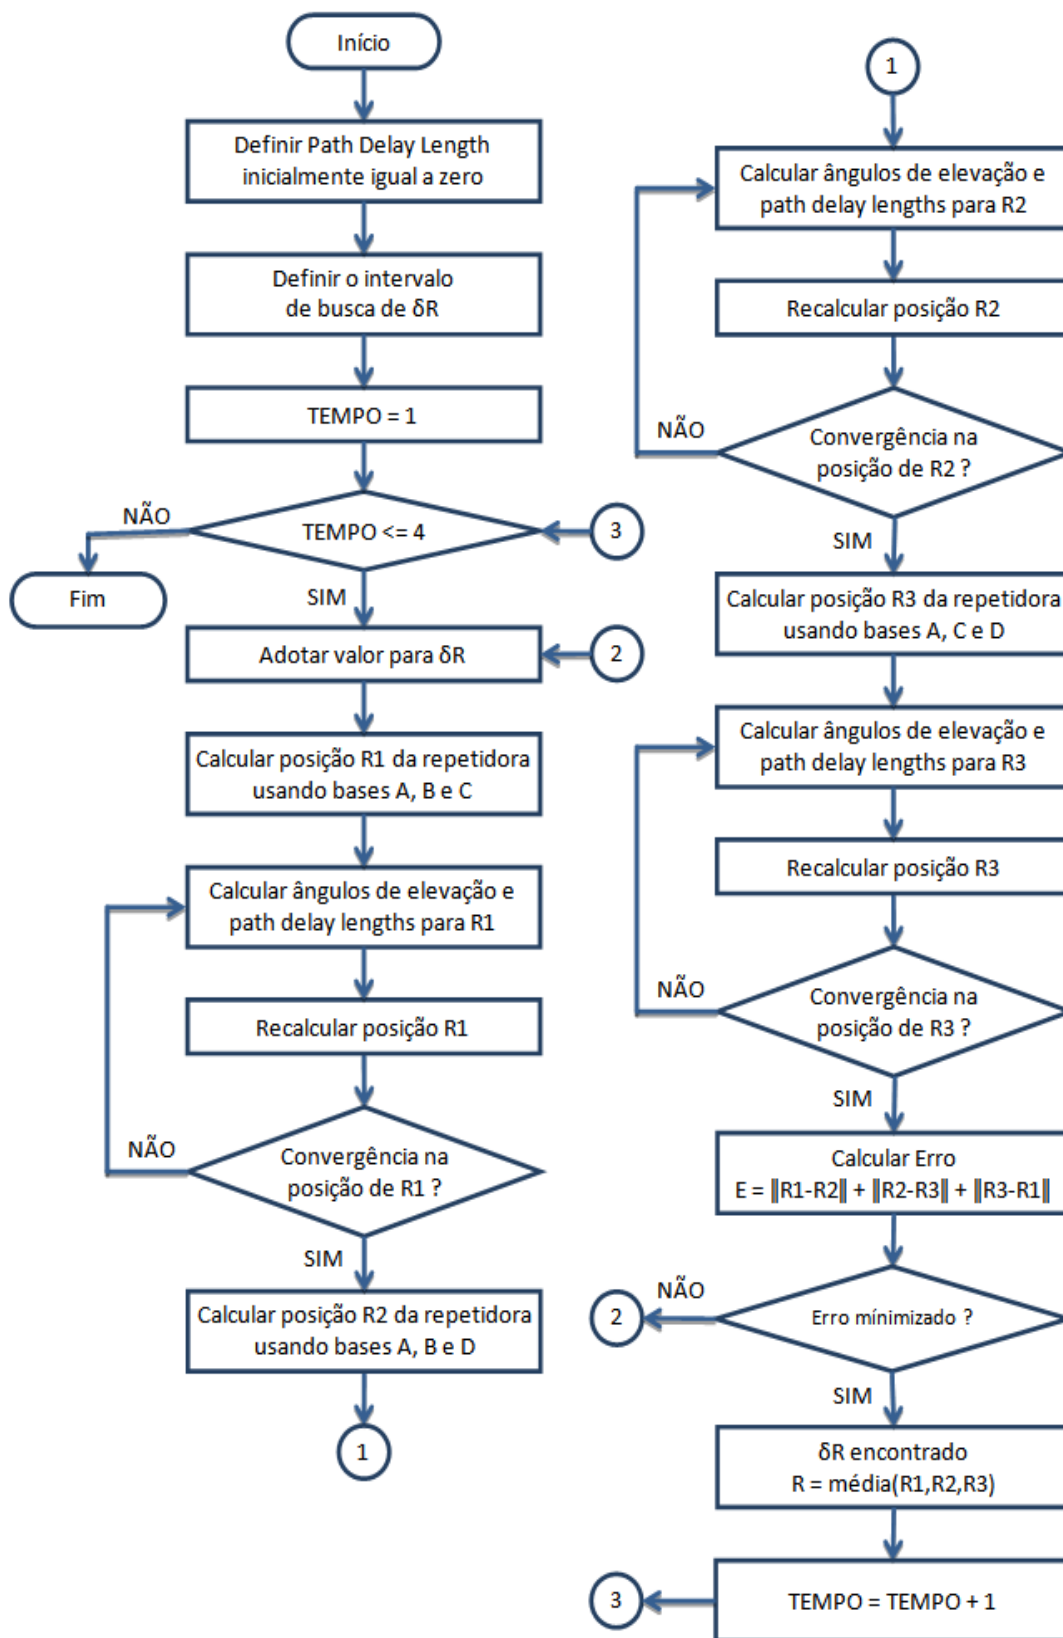 Início
Definir Path Delay Length
inicialmente igual a zero
Definir o intervalo
de busca de δR
TEMPO = 1
NÃO
TEMPO <= 4
3
Fim
SIM
Adotar valor para δR
2
Calcular posição R1 da repetidora
usando bases A, B e C
Calcular ângulos de elevação e
path delay lengths para R1
Recalcular posição R1
NÃO
Convergência na
posição de R1 ?
SIM
Calcular posição R2 da repetidora
usando bases A, B e D
1
1
Calcular ângulos de elevação e
path delay lengths para R2
Recalcular posição R2
NÃO
Convergência na
posição de R2 ?
SIM
Calcular posição R3 da repetidora
usando bases A, C e D
Calcular ângulos de elevação e
path delay lengths para R3
Recalcular posição R3
NÃO
Convergência na
posição de R3 ?
SIM
Calcular Erro
E = ‖R1-R2‖ + ‖R2-R3‖ + ‖R3-R1‖
NÃO
2
Erro mínimizado ?
SIM
δR encontrado
R = média(R1,R2,R3)
3
TEMPO = TEMPO + 1